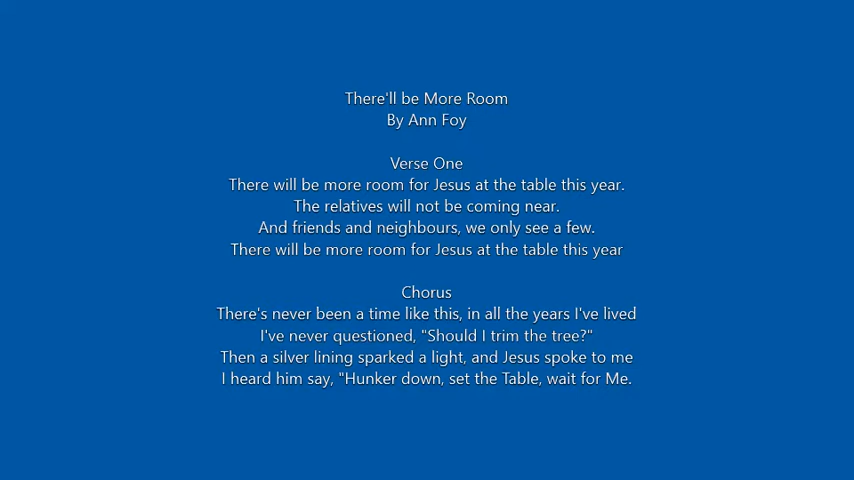 There'll be More Room
By Ann Foy
Verse One
There will be more room for Jesus at the table this year.
The relatives will not be coming near.
And friends and neighbours, we only see a few.
There will be more room for Jesus at the table this year
Chorus
There's never been a time like this, in all the years I've lived
I've never questioned, "Should I trim the tree?"
Then a silver lining sparked a light, and Jesus spoke to me
I heard him say, "Hunker down, set the Table, wait for Me.